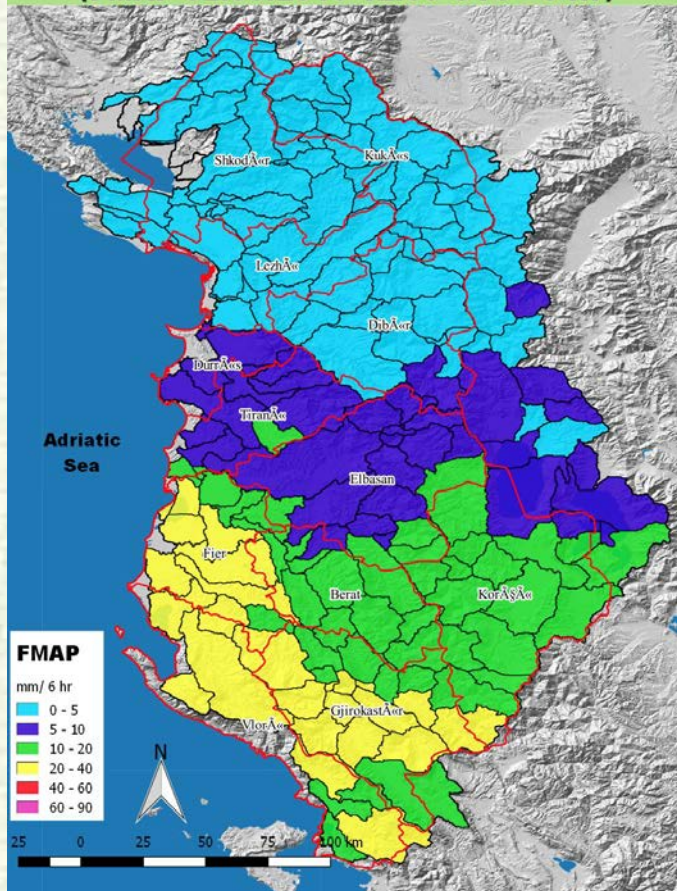 ShkodÃ«r
KukÃ«s
LezhÃ«
DibÃ«r
DurrÃ«s
TiranÃ«
Adriatic
Sea
Elbasan
Fier
Berat
KorÃ§Ã«
GjirokastÃ«r
VlorÃ«
FMAP
mm/ 6 hr
0 - 5
5 - 10
10 - 20
20 - 40
40 - 60
60 - 90
N
25 0 25 50 75 100 km